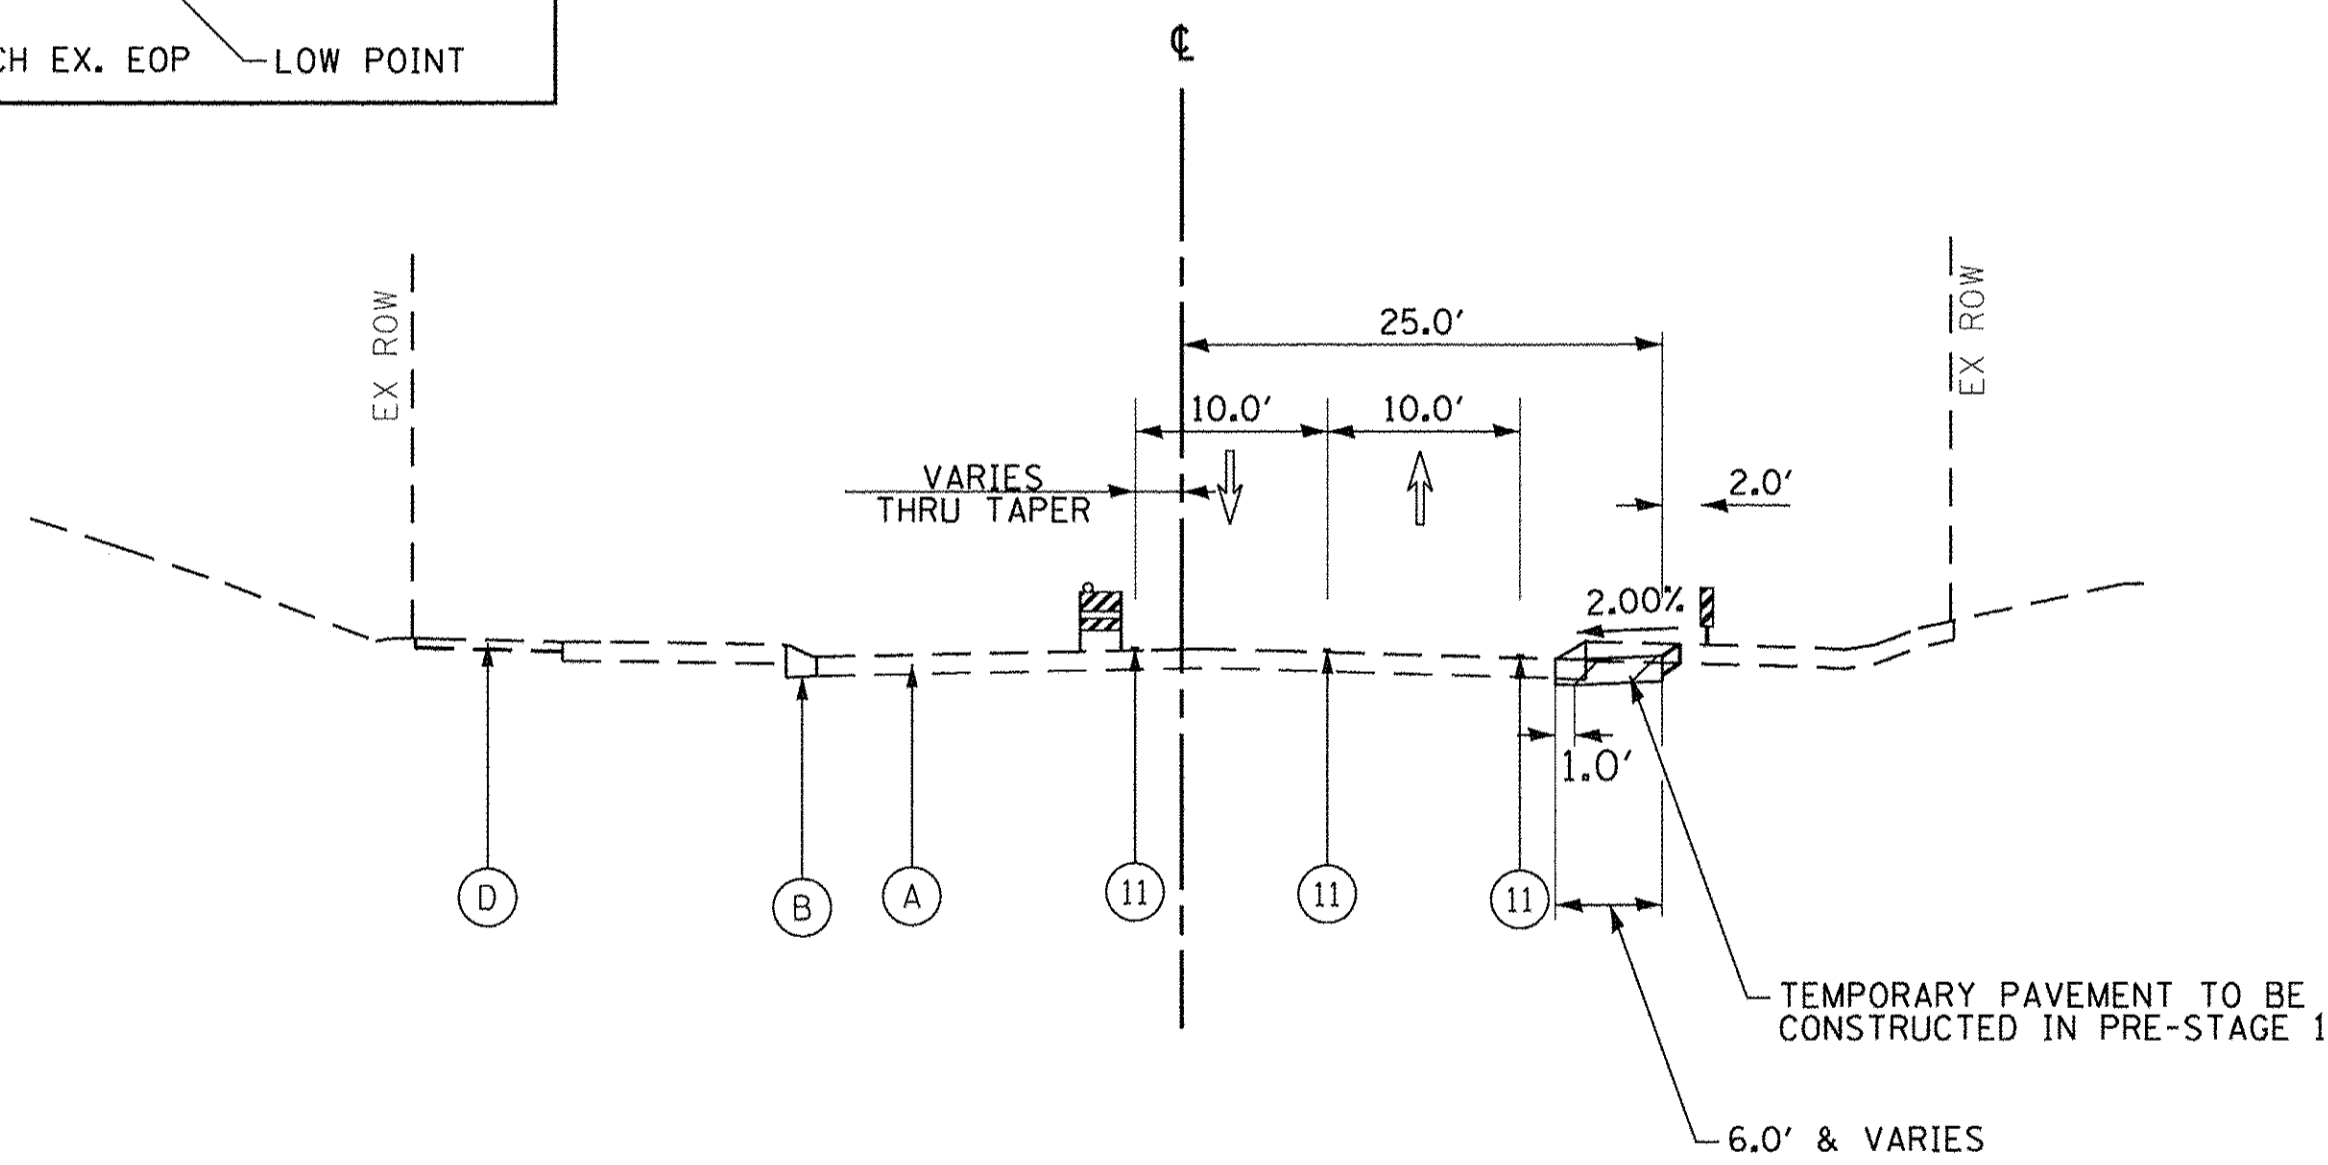 ℄
CH EX. EOP
LOW POINT
EX ROW
EX ROW
25.0'
10.0'
10.0'
VARIES
THRU TAPER
2.0'
2.00%
1.0'
D
B
A
11
11
11
TEMPORARY PAVEMENT TO BE
CONSTRUCTED IN PRE-STAGE 1
6.0' & VARIES